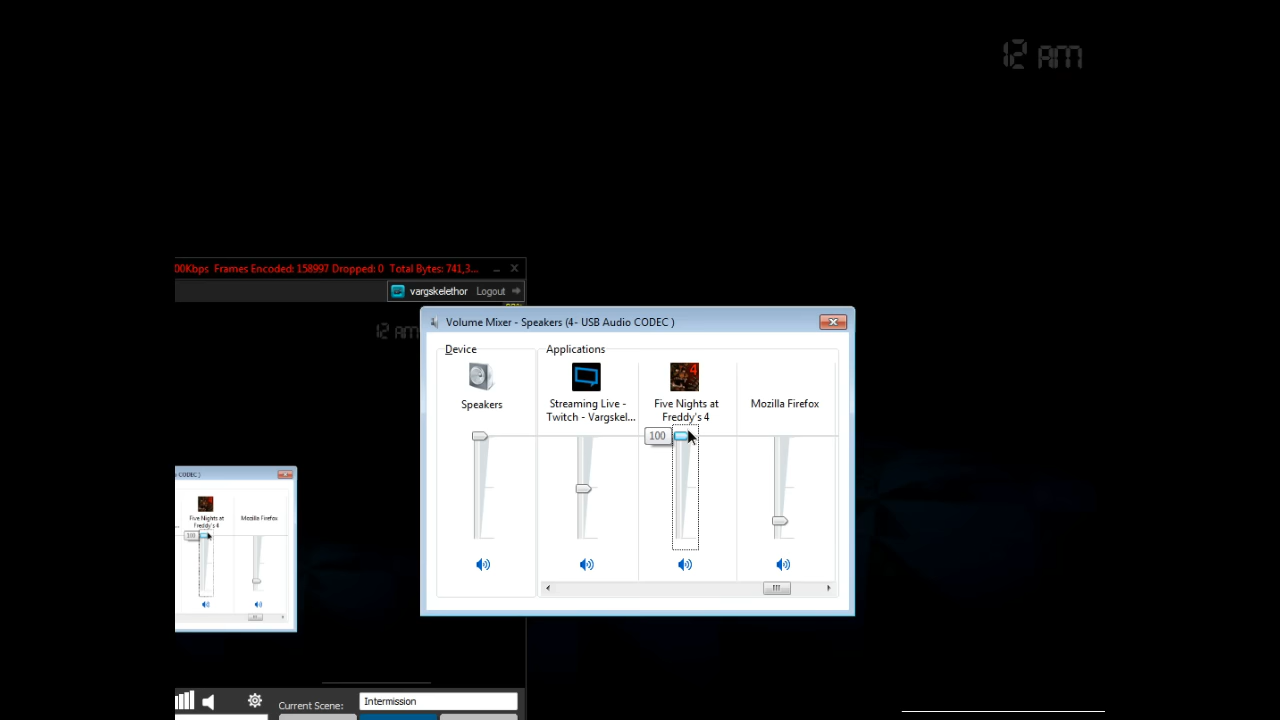 12 AM
00Kbps Frames Encoded: 158997 Dropped: 0 Total Bytes: 741,3...
vargskelethor Logout
12 AM
Volume Mixer - Speakers (4- USB Audio CODEC )
Device
Applications
Speakers
Streaming Live -
Twitch - Vargskel...
Five Nights at
Freddy's 4
Mozilla Firefox
4
100
CODEC )
Five Nights at
Freddy's 4
Mozilla Firefox
100
Current Scene:
Intermission